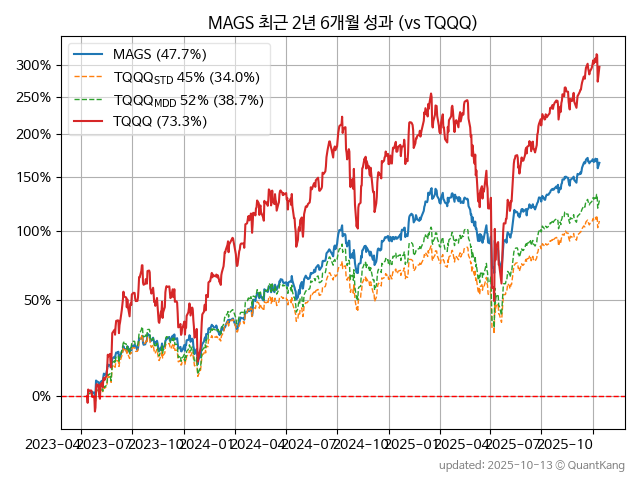 MAGS 최근 2년 6개월 성과 (vs TQQQ)
MAGS (47.7%)
TQQQ_STD 45% (34.0%)
TQQQ_MDD 52% (38.7%)
TQQQ (73.3%)
300%
250%
200%
150%
100%
50%
0%
2023-04 2023-07 2023-10 2024-01 2024-04 2024-07 2024-10 2025-01 2025-04 2025-07 2025-10
updated: 2025-10-13 © QuantKang